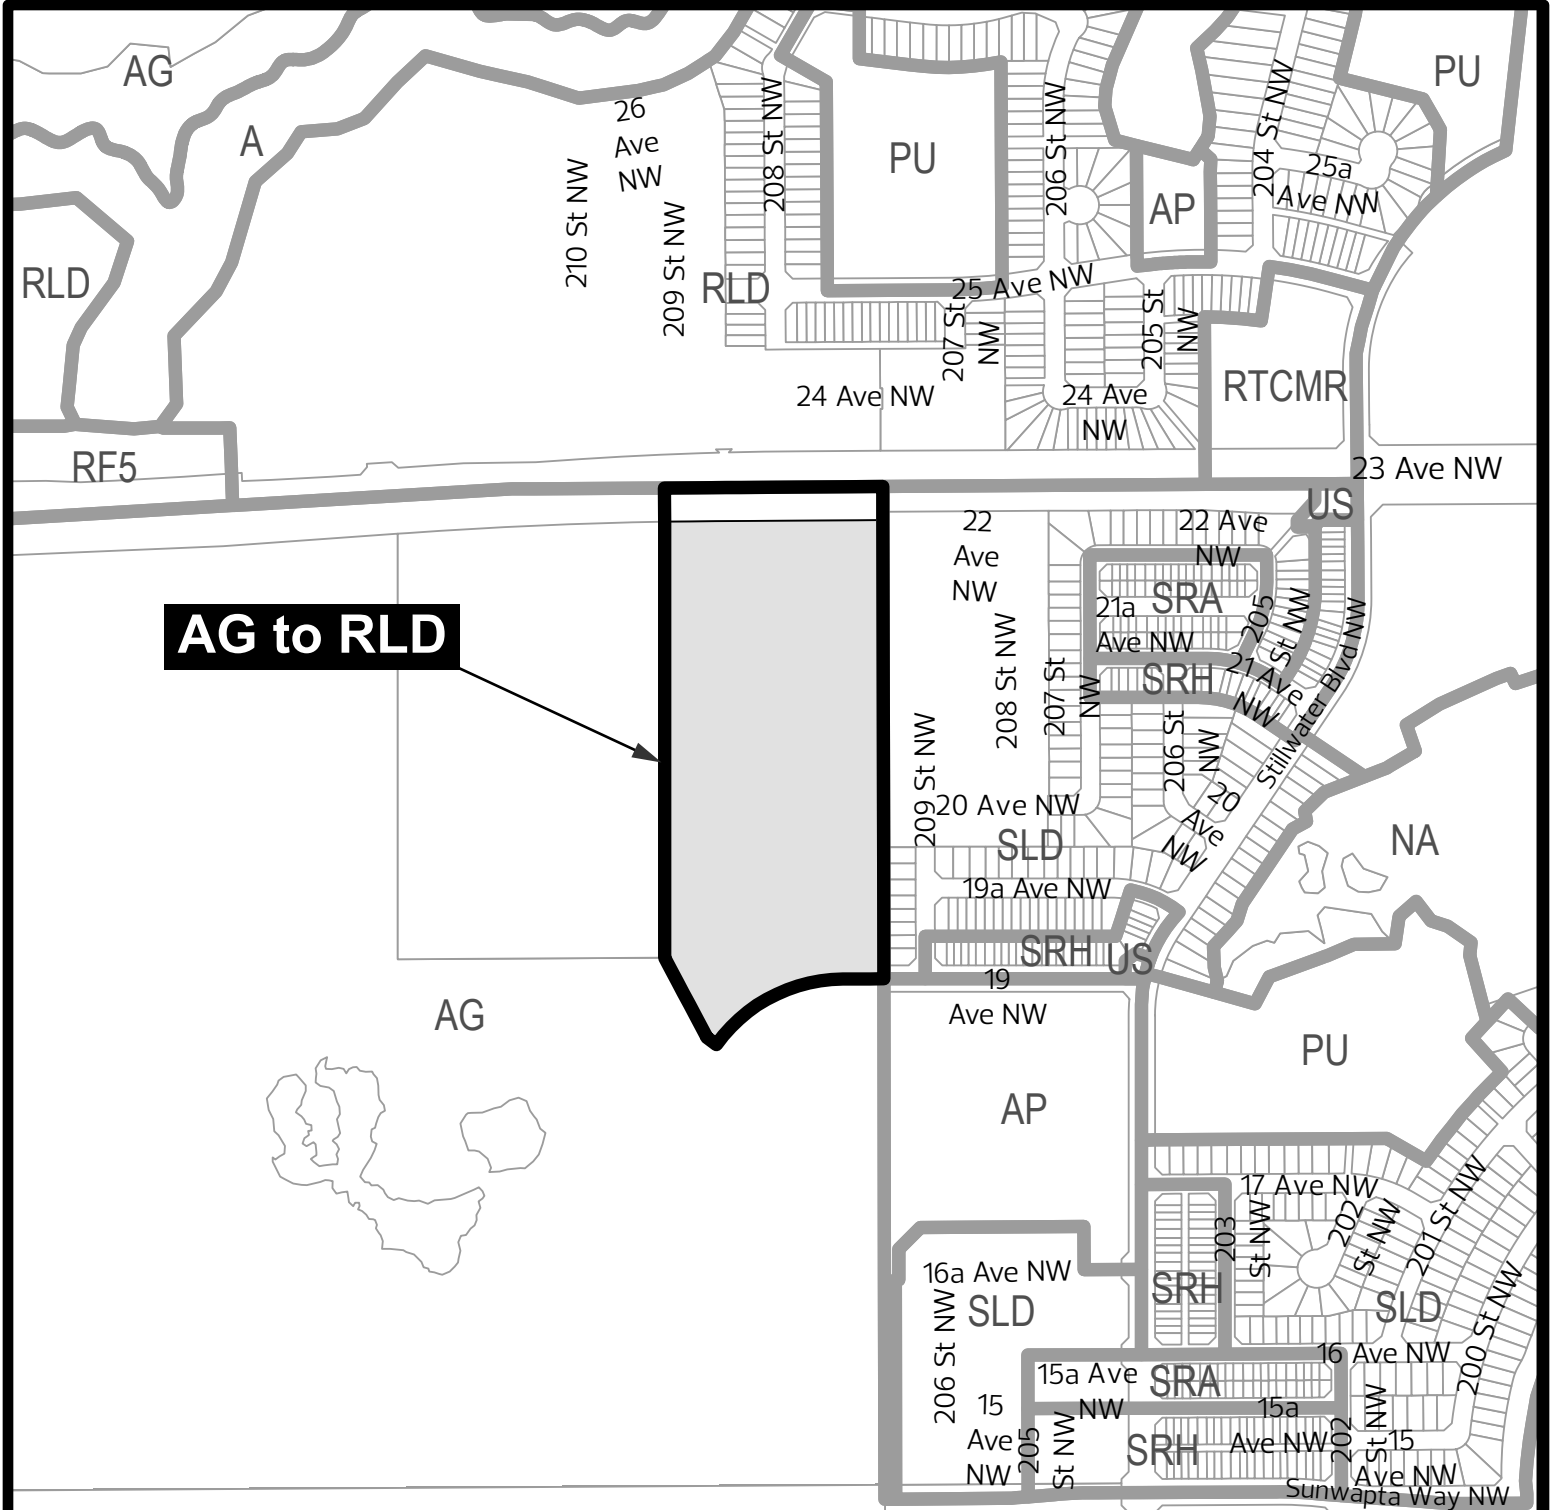 AG
PU
A
26
Ave
NW
208 St NW
PU
206 St NW
204 St NW
25a
Ave NW
210 St NW
209 St NW
AP
RLD
RLD
25 Ave NW
207 St
NW
205 St
NW
RTCMR
24 Ave NW
24 Ave
NW
RF5
23 Ave NW
US
22
Ave
NW
22 Ave
NW
AG to RLD
SRA
21a
Ave NW
205
St NW
208 St NW
207 St
NW
SRH
21 Ave
NW
Stillwater Blvd NW
206 St
NW
209 St NW
20 Ave NW
20
Ave
NW
SLD
NA
19a Ave NW
SRH
US
19
Ave NW
AG
PU
AP
17 Ave NW
203
St NW
202
St NW
201 St NW
16a Ave NW
SLD
SRH
SLD
206 St NW
200 St NW
16 Ave NW
15a Ave
NW
SRA
15
Ave
NW
205
St NW
SRH
15a
Ave NW
202
St NW
15
Ave NW
Sunwapta Way NW